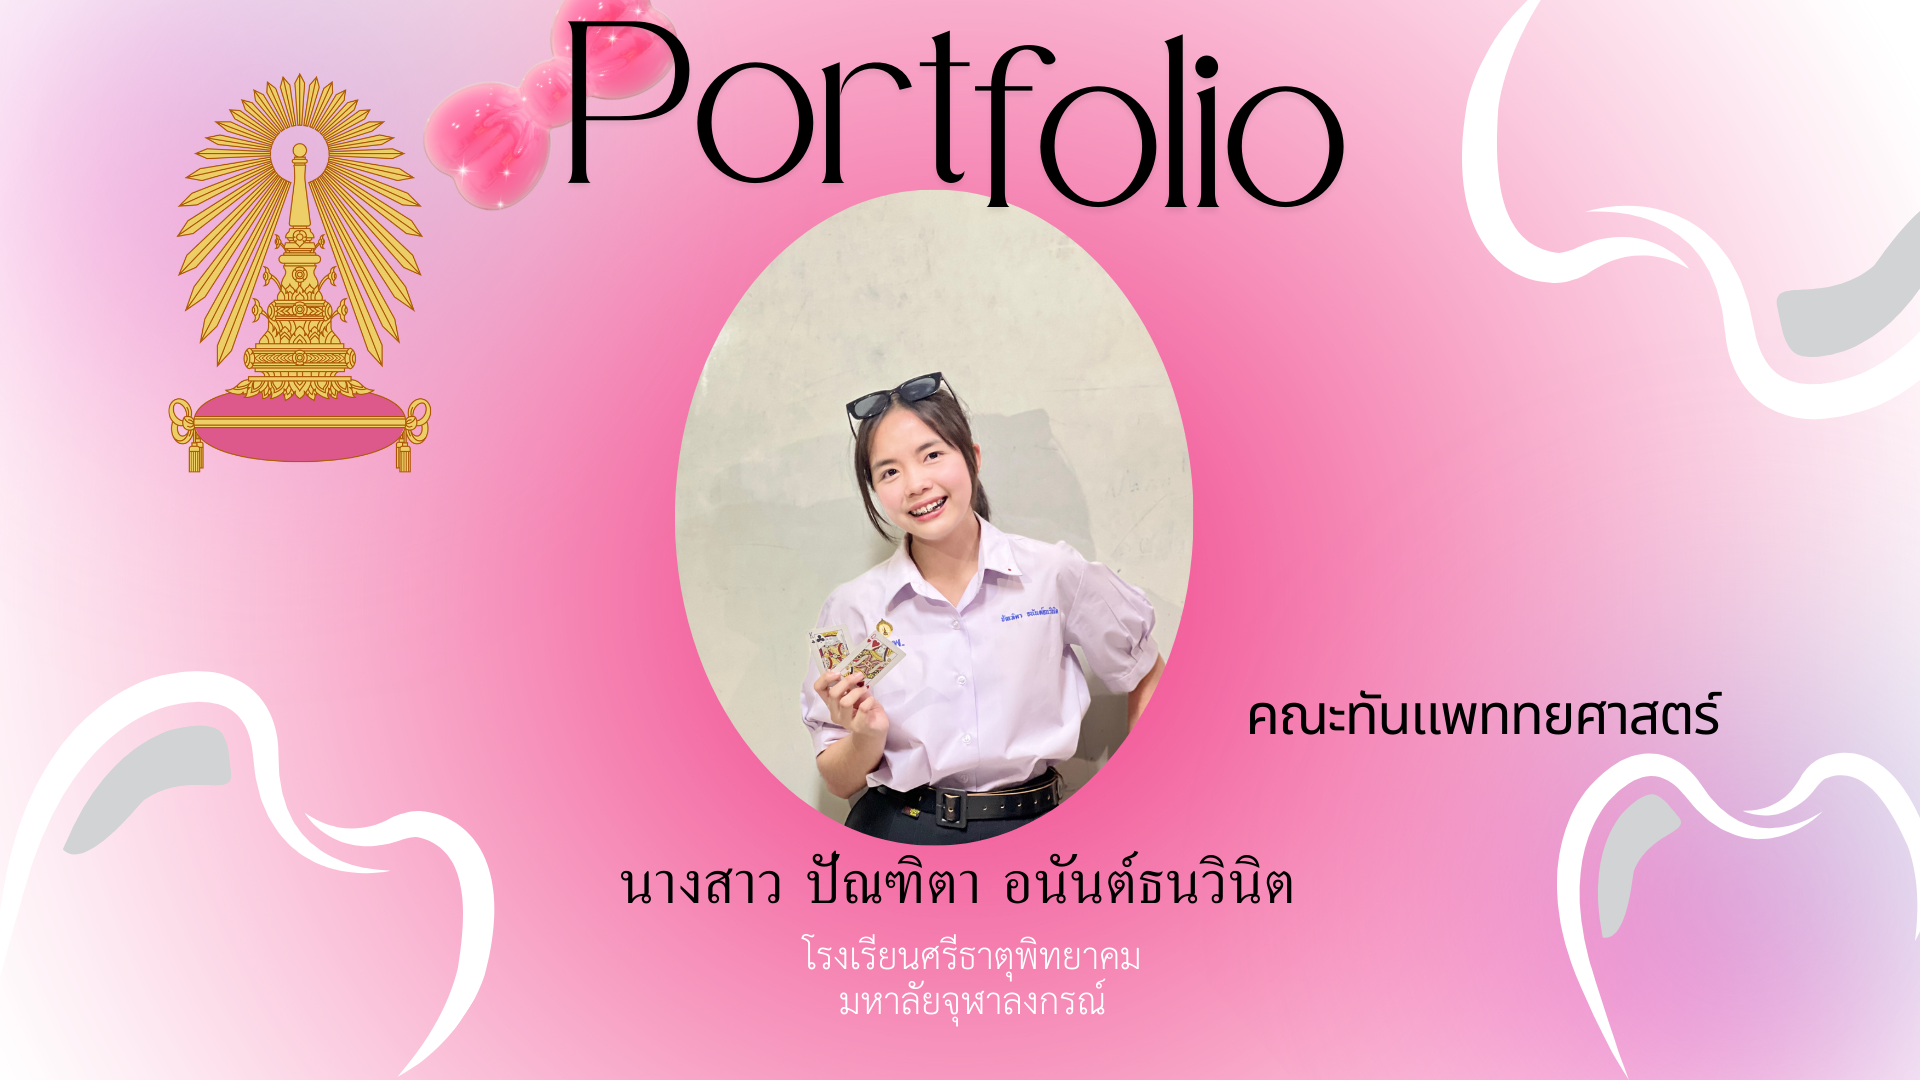 Portfolio
คณะทันแพททยศาสตร์
นางสาว ปัณฑิตา อนันต์ธนวินิต
โรงเรียนศรีธาตุพิทยาคม
มหาลัยจุฬาลงกรณ์